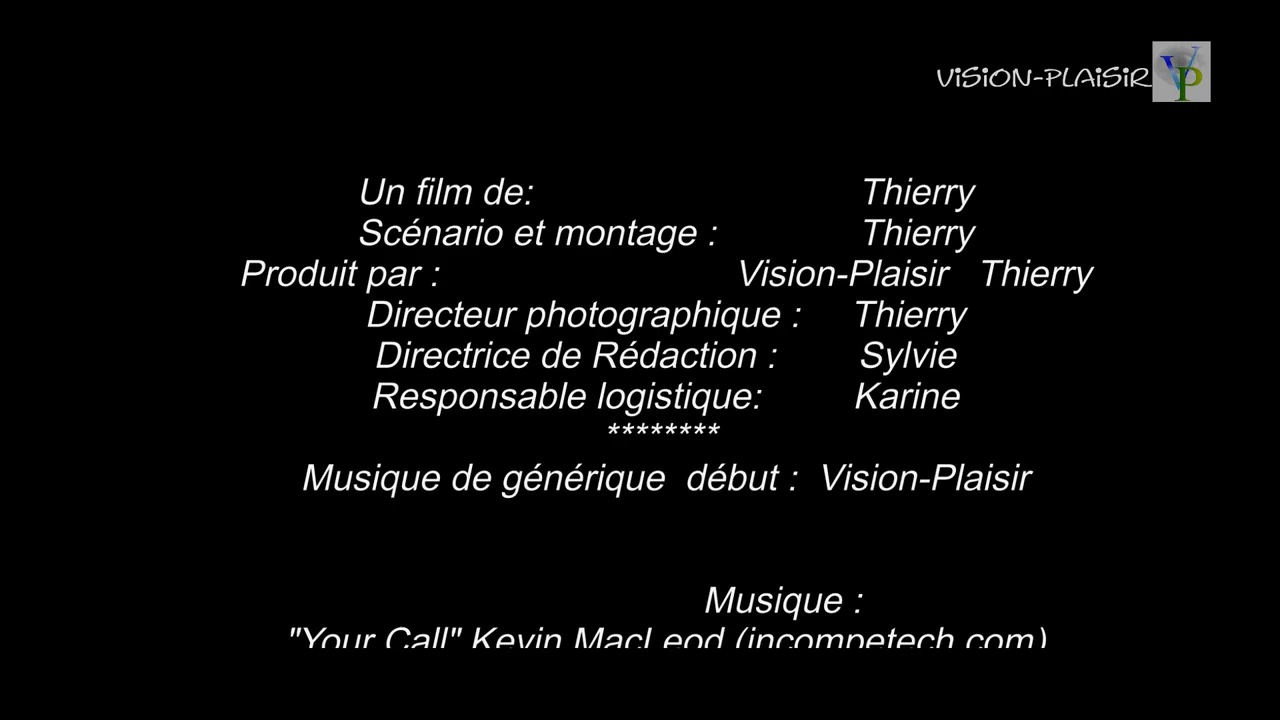 ViSiON-PLAiSiR VP
Un film de: Thierry
Scénario et montage : Thierry
Produit par : Vision-Plaisir Thierry
Directeur photographique : Thierry
Directrice de Rédaction : Sylvie
Responsable logistique: Karine
********
Musique de générique début : Vision-Plaisir
Musique :
"Your Call" Kevin MacLeod (incompetech.com)